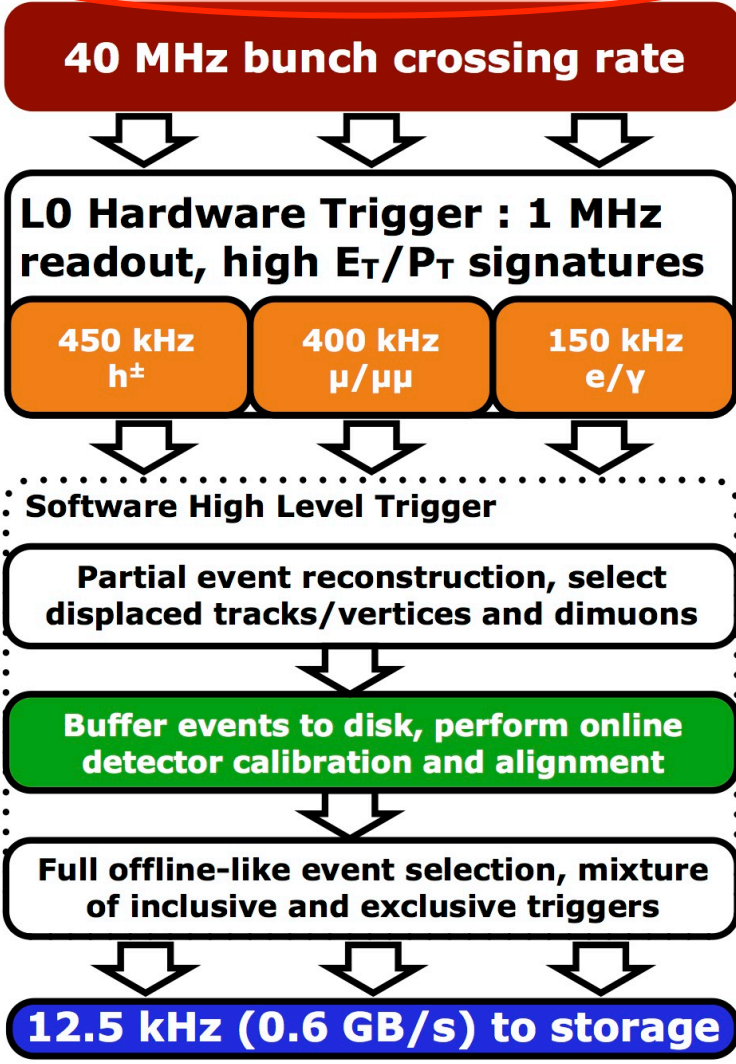 40 MHz bunch crossing rate
L0 Hardware Trigger : 1 MHz
readout, high E_T/P_T signatures
450 kHz
h±
400 kHz
μ/μμ
150 kHz
e/γ
Software High Level Trigger
Partial event reconstruction, select
displaced tracks/vertices and dimuons
Buffer events to disk, perform online
detector calibration and alignment
Full offline-like event selection, mixture
of inclusive and exclusive triggers
12.5 kHz (0.6 GB/s) to storage